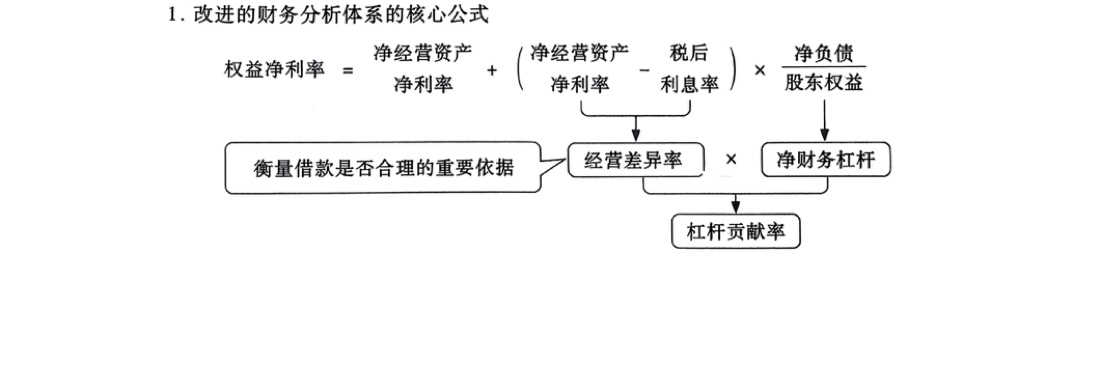 1. 改进的财务分析体系的核心公式
权益净利率 = 净经营资产净利率 + (净经营资产净利率 - 税后利息率) × 净负债/股东权益
衡量借款是否合理的重要依据
经营差异率 × 净财务杠杆
杠杆贡献率